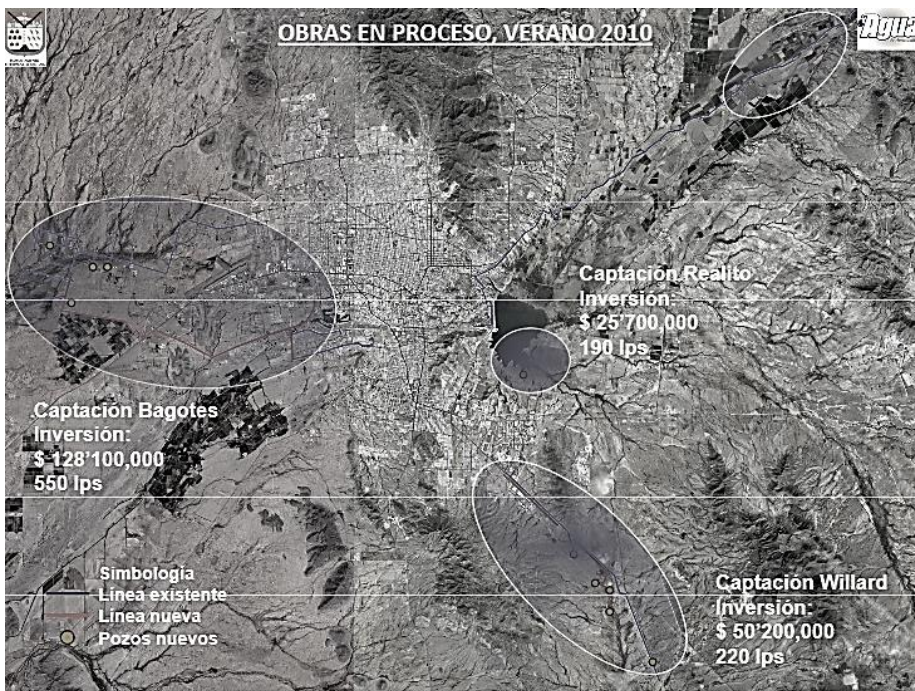 OBRAS EN PROCESO, VERANO 2010
Agua
Captación Realito
Inversión:
$ 25'700,000
190 lps
Captación Bagotes
Inversión:
$ 128'100,000
550 lps
Captación Willard
Inversión:
$ 50'200,000
220 lps
Simbología
Línea existente
Línea nueva
Pozos nuevos